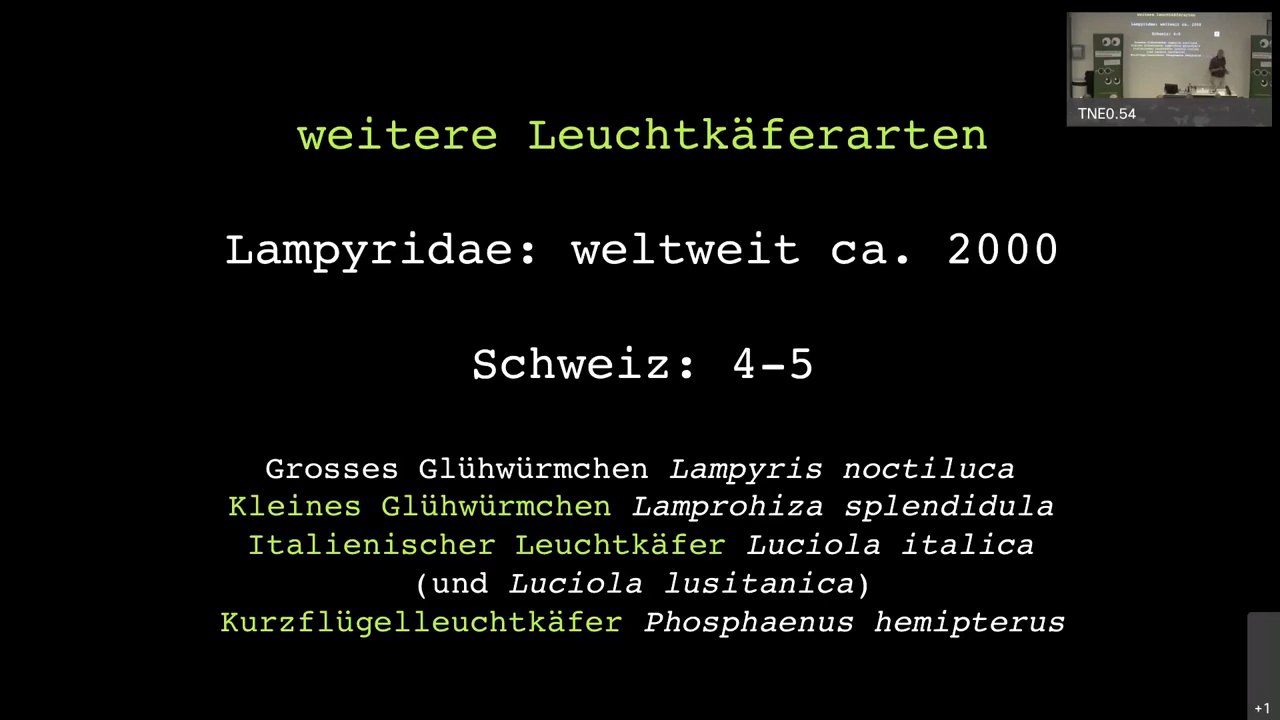 weitere Leuchtkäferarten
Lampyridae: weltweit ca. 2000
Schweiz: 4-5
Grosses Glühwürmchen Lampyris noctiluca
Kleines Glühwürmchen Lamprohiza splendidula
Italienischer Leuchtkäfer Luciola italica
(und Luciola lusitanica)
Kurzflügelleuchtkäfer Phosphaenus hemipterus
TNE0.54
+1